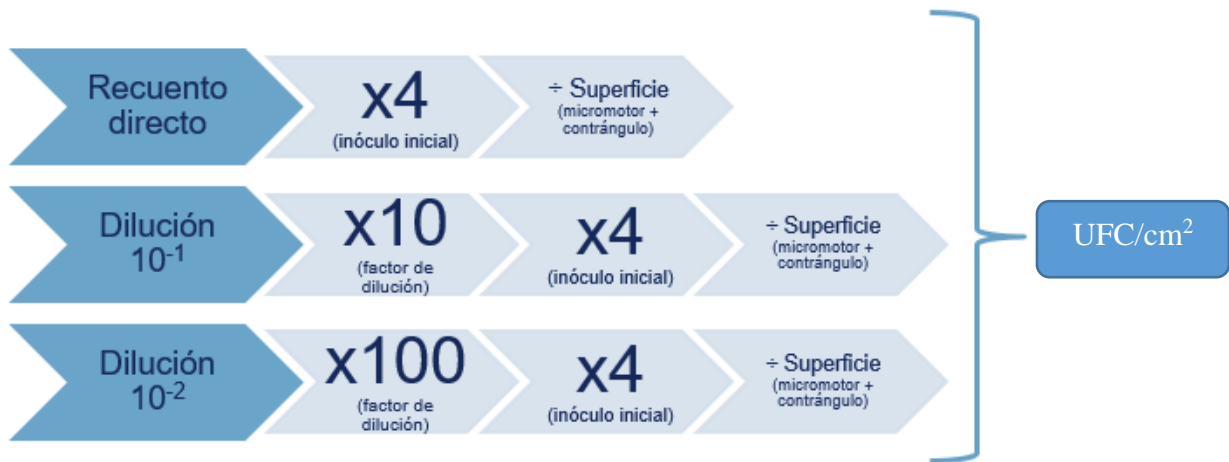 Recuento
directo
x4
(inóculo inicial)
÷ Superficie
(micromotor +
contrángulo)
Dilución
10⁻¹
x10
(factor de
dilución)
x4
(inóculo inicial)
÷ Superficie
(micromotor +
contrángulo)
Dilución
10⁻²
x100
(factor de
dilución)
x4
(inóculo inicial)
÷ Superficie
(micromotor +
contrángulo)
UFC/cm²